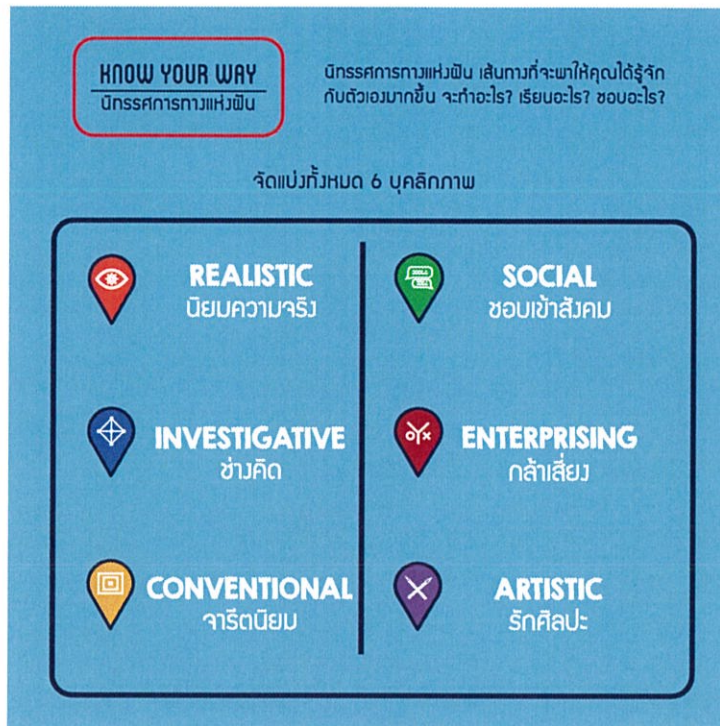 KNOW YOUR WAY
นิทรรศการทางแห่งฝัน
นิทรรศการทางแห่งฝัน เส้นทางที่จะพาให้คุณได้รู้จัก
กับตัวเองมากขึ้น จะทำอะไร? เรียนอะไร? ชอบอะไร?
จัดแบ่งทั้งหมด 6 บุคลิกภาพ
REALISTIC
นิยมความจริง
SOCIAL
ชอบเข้าสังคม
INVESTIGATIVE
ช่างคิด
ENTERPRISING
กล้าเสี่ยง
CONVENTIONAL
จารีตนิยม
ARTISTIC
รักศิลปะ